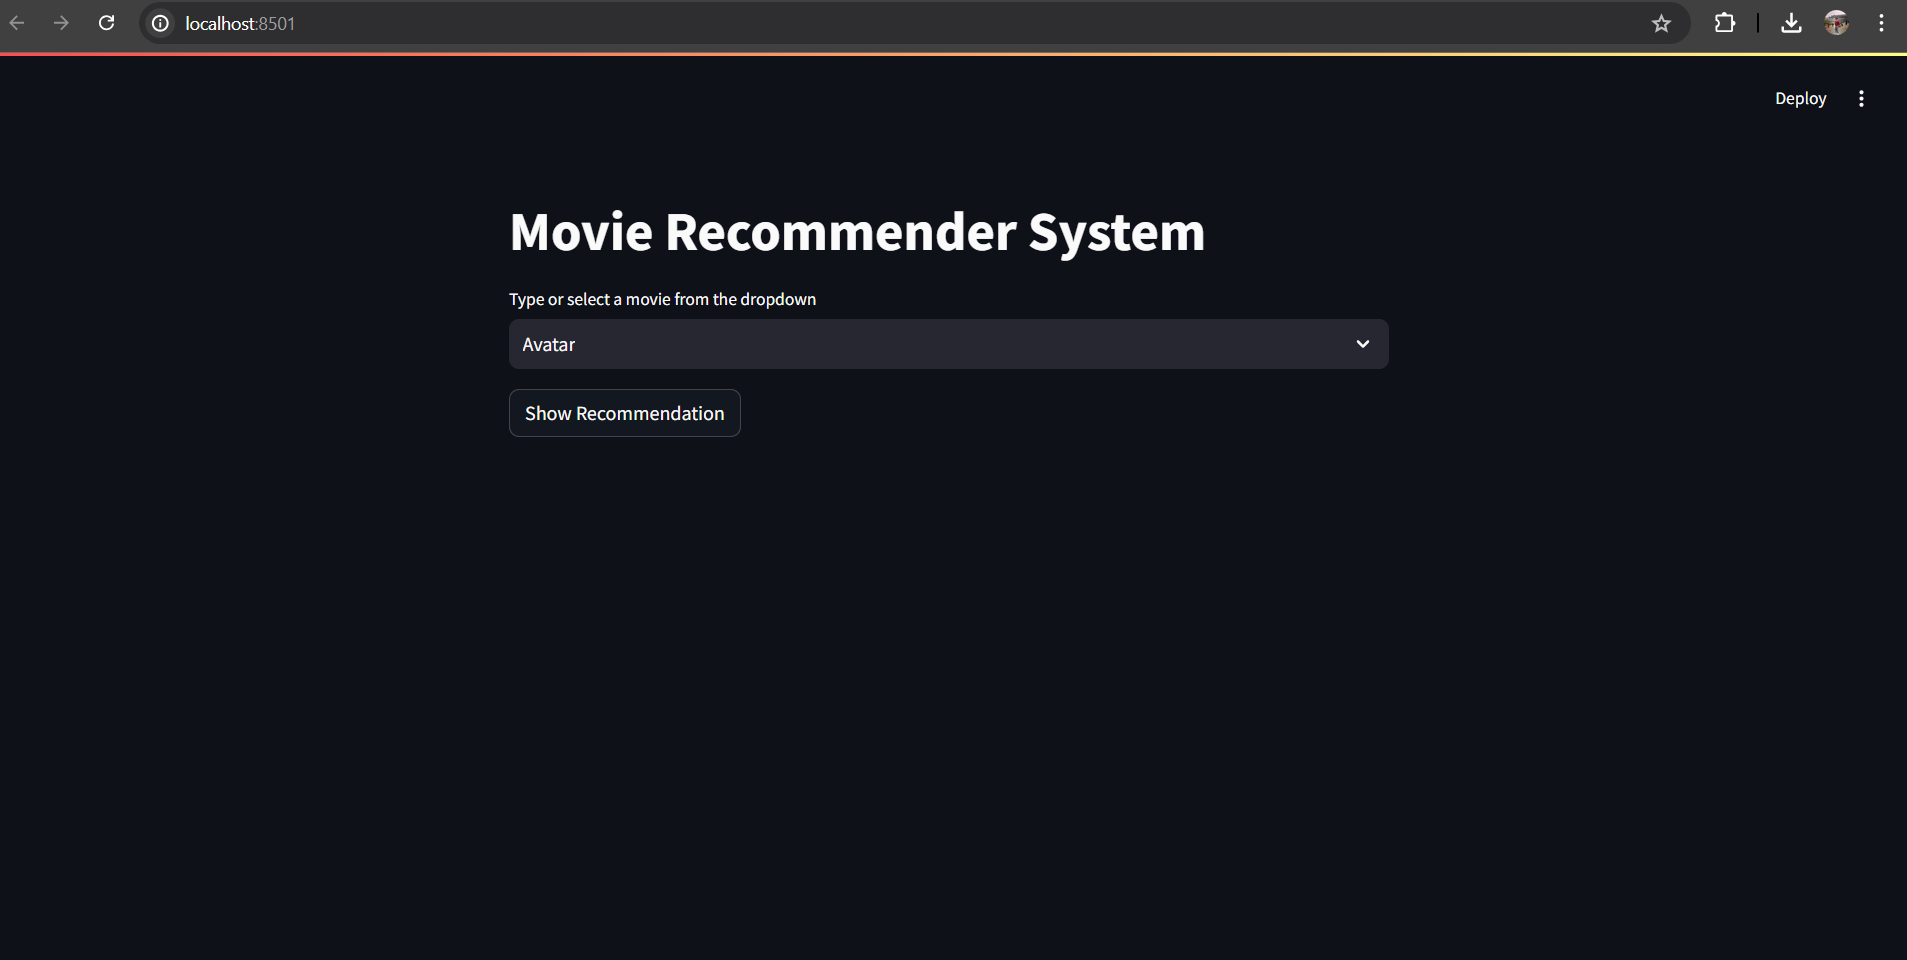 localhost:8501
Deploy
Movie Recommender System
Type or select a movie from the dropdown
Avatar
Show Recommendation